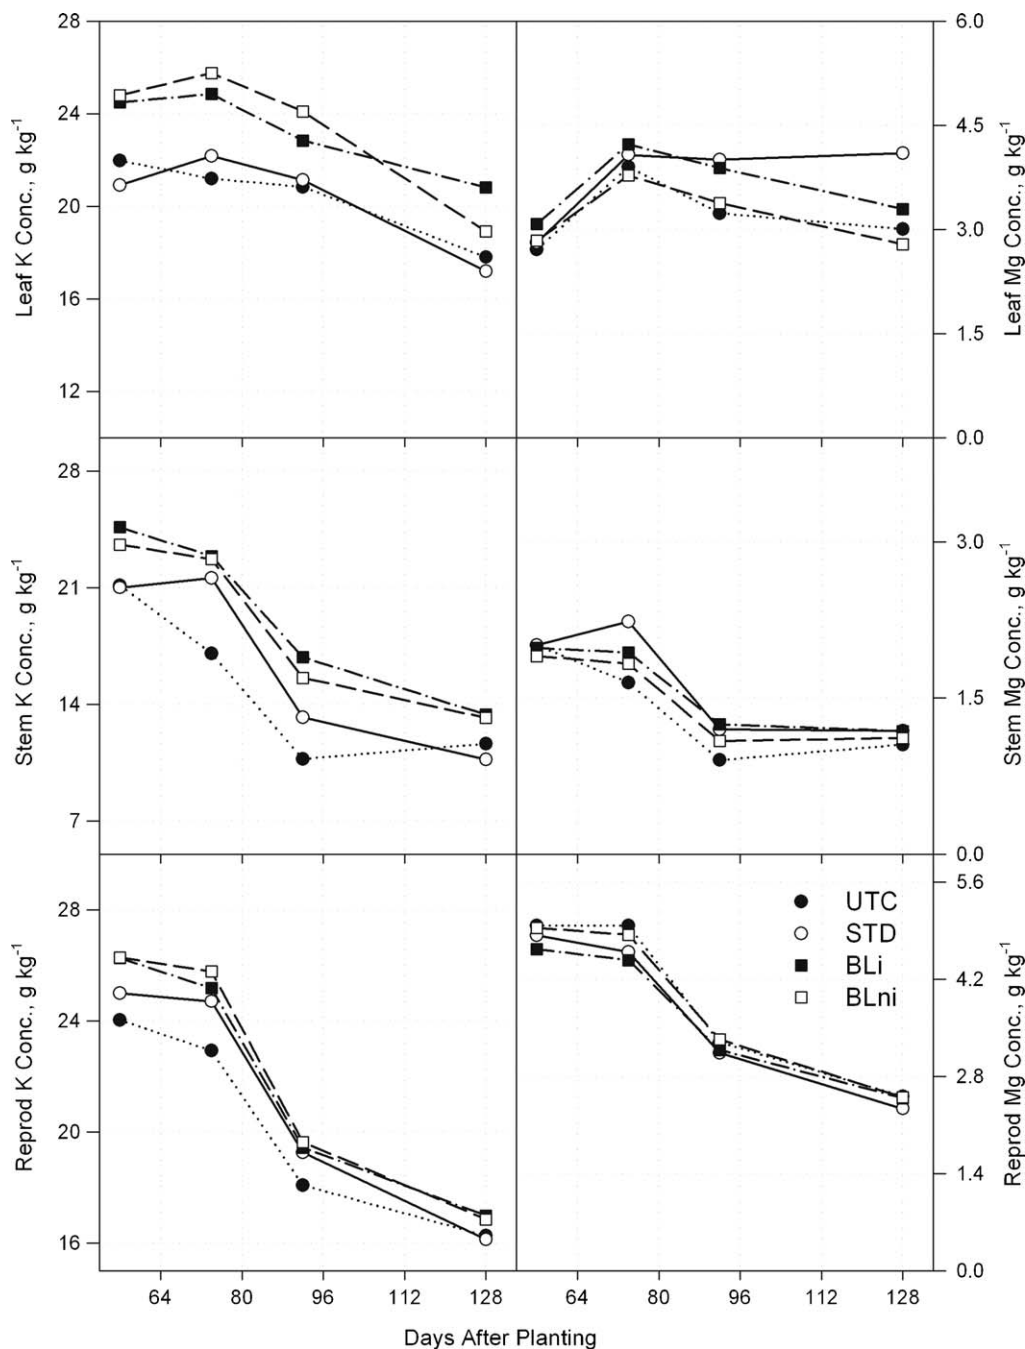 28
24
20
16
12
Leaf K Conc., g kg-1
6.0
4.5
3.0
1.5
0.0
Leaf Mg Conc., g kg-1
28
21
14
7
Stem K Conc., g kg-1
3.0
1.5
0.0
Stem Mg Conc., g kg-1
28
24
20
16
Reprod K Conc., g kg-1
UTC
STD
BLi
BLni
5.6
4.2
2.8
1.4
0.0
Reprod Mg Conc., g kg-1
64 80 96 112 128 64 80 96 112 128
Days After Planting